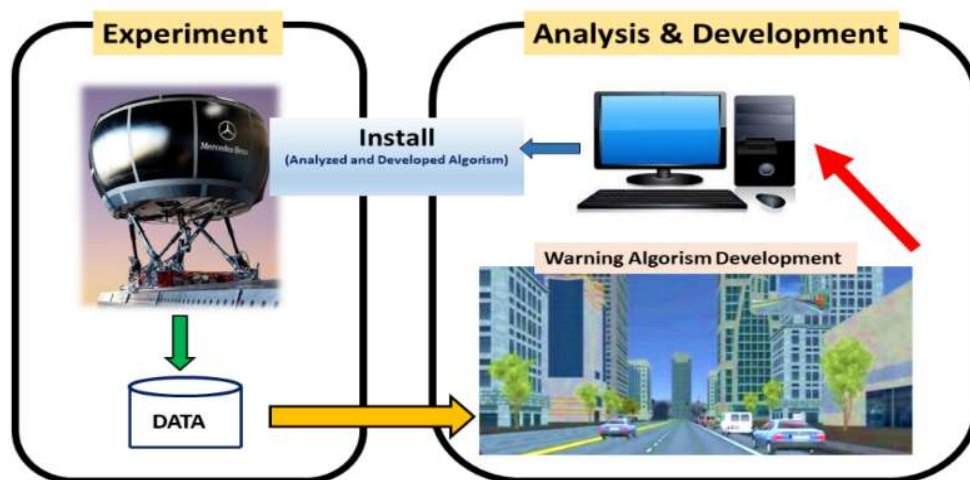 Experiment
Analysis & Development
Mercedes-Benz
Install
(Analyzed and Developed Algorism)
Warning Algorism Development
DATA